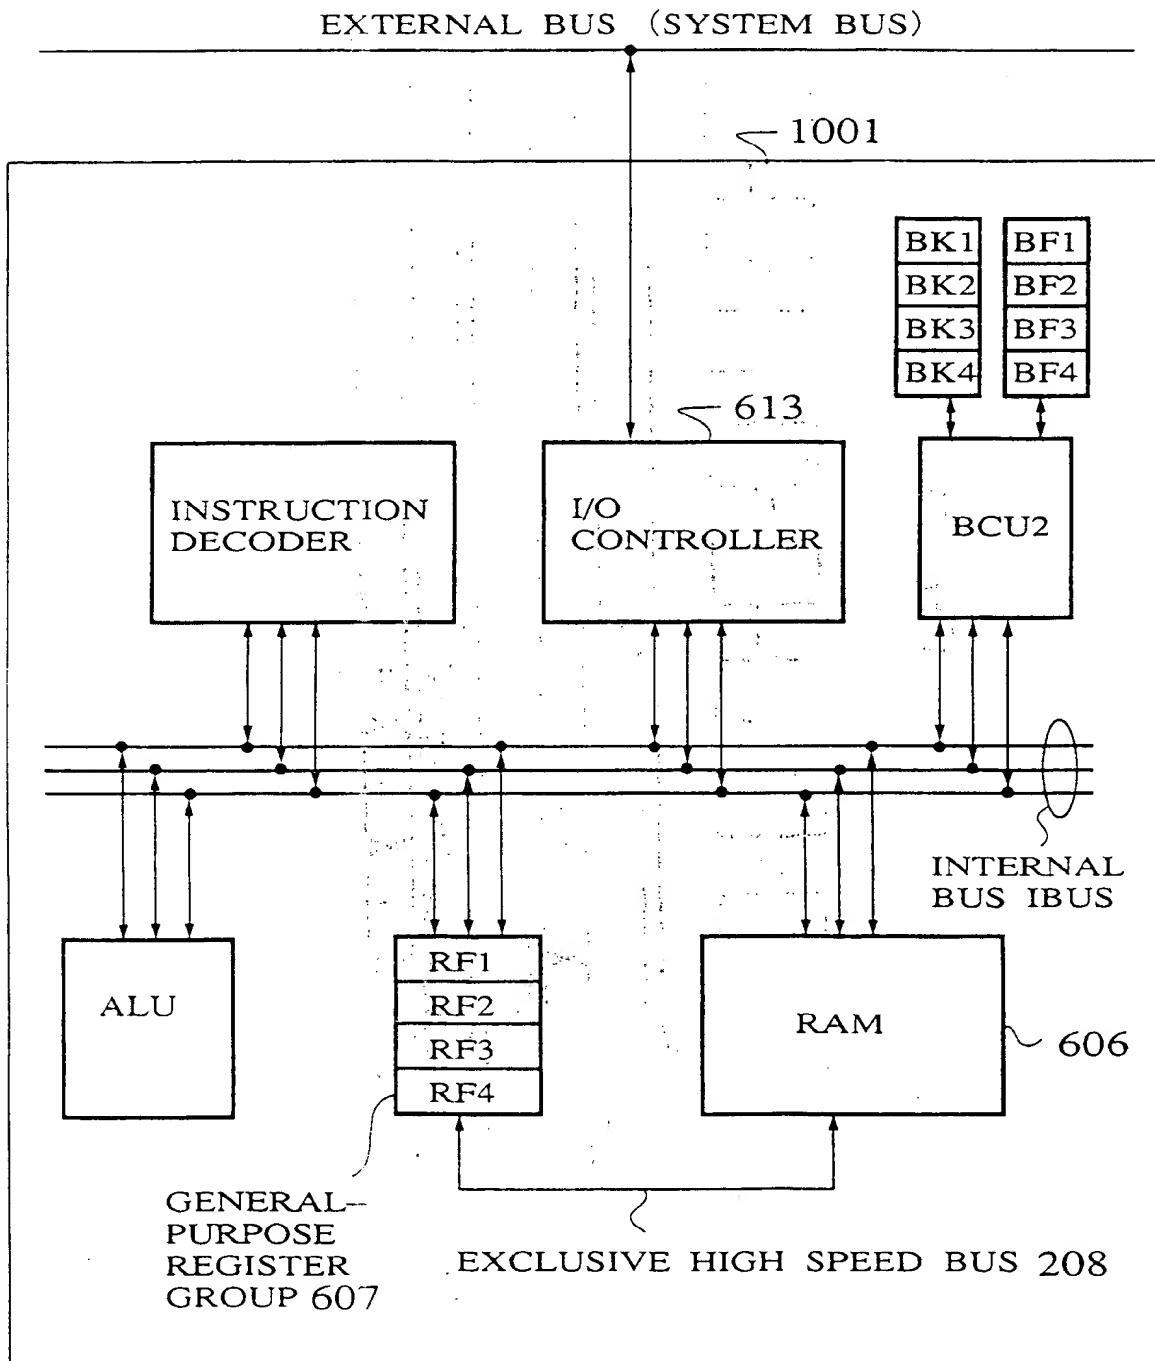 EXTERNAL BUS (SYSTEM BUS)
1001
BK1
BK2
BK3
BK4
BF1
BF2
BF3
BF4
613
INSTRUCTION
DECODER
I/O
CONTROLLER
BCU2
INTERNAL
BUS IBUS
ALU
RF1
RF2
RF3
RF4
RAM
606
GENERAL-
PURPOSE
REGISTER
GROUP 607
EXCLUSIVE HIGH SPEED BUS 208